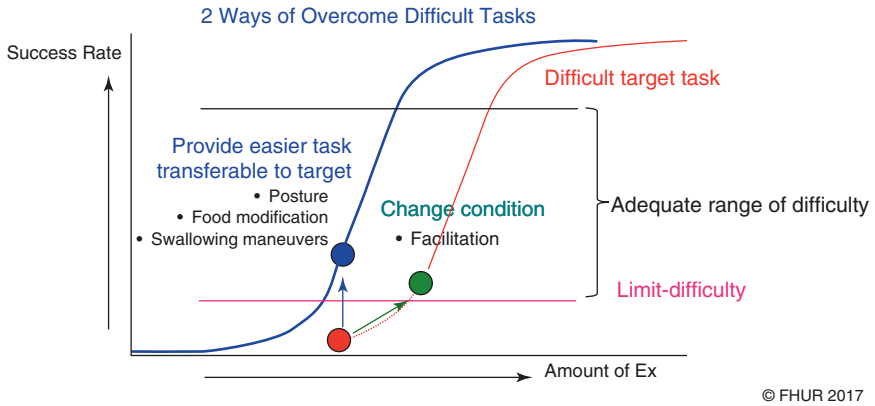 2 Ways of Overcome Difficult Tasks
Success Rate
Difficult target task
Provide easier task
transferable to target
• Posture
• Food modification
• Swallowing maneuvers
Change condition
• Facilitation
Adequate range of difficulty
Limit-difficulty
Amount of Ex
© FHUR 2017